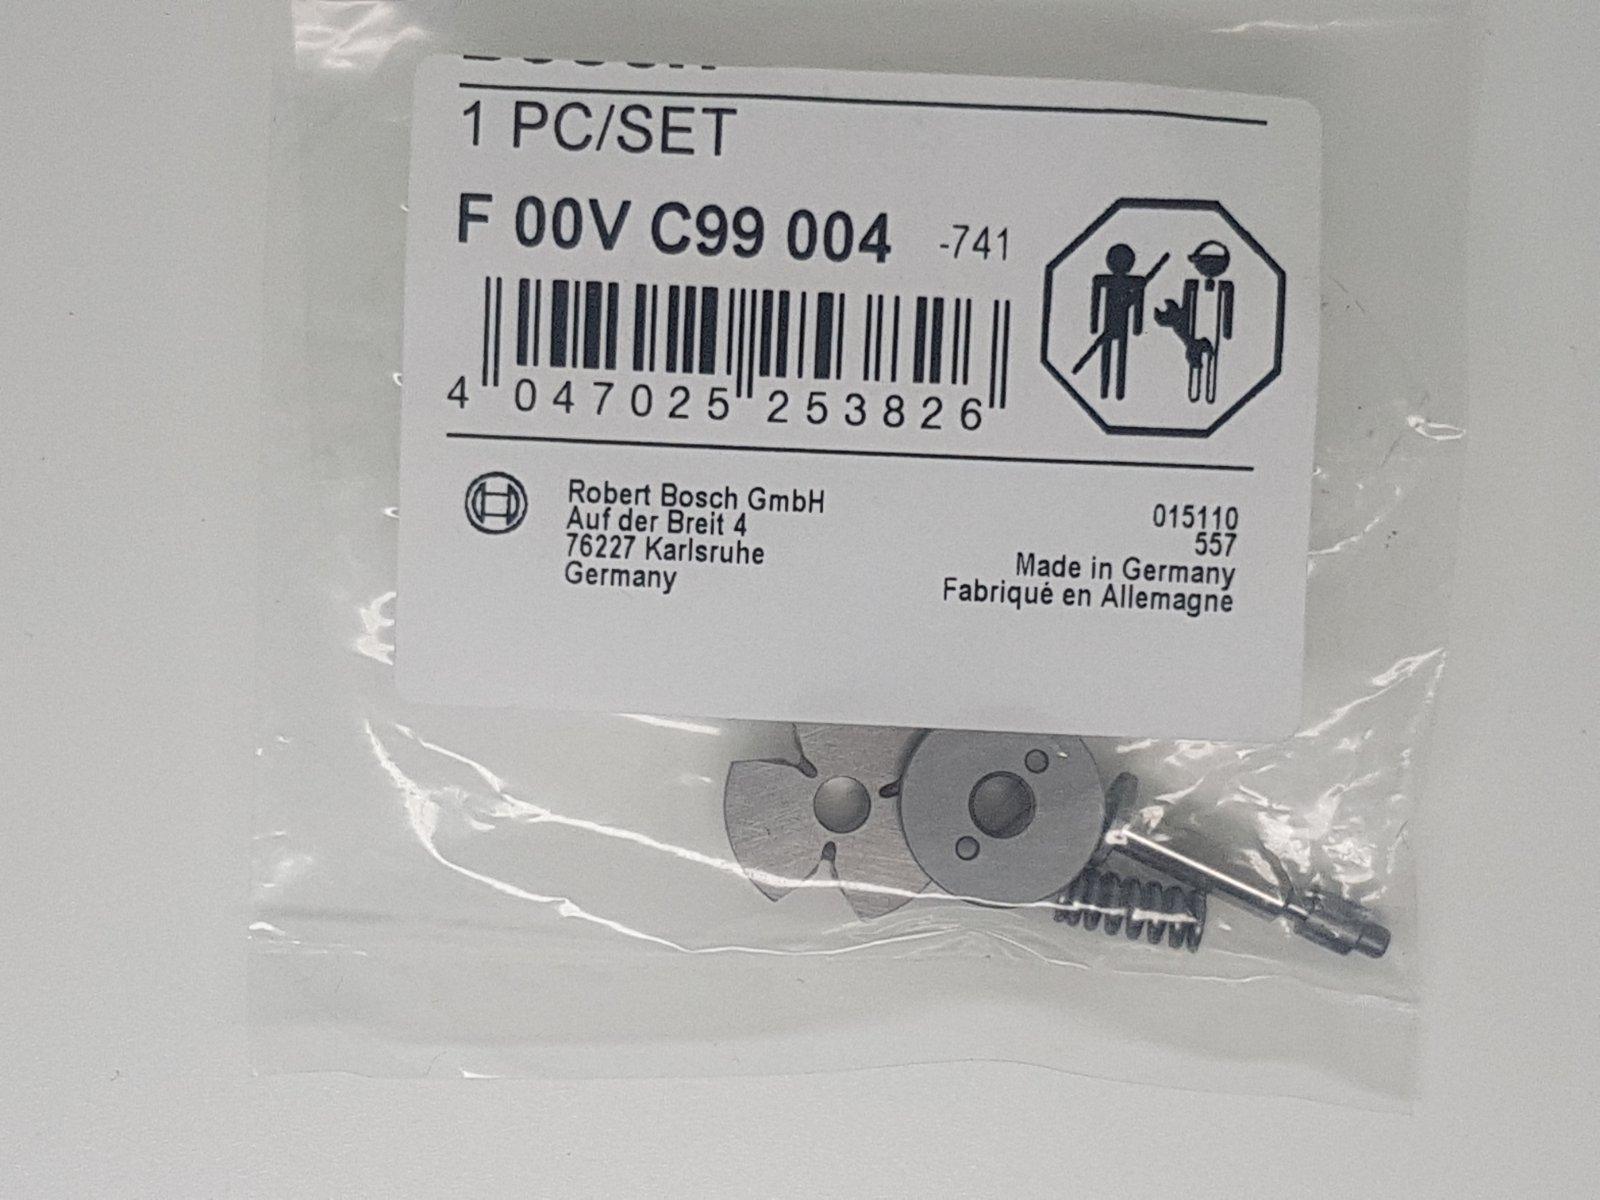 1 PC/SET
F 00V C99 004 -741
4 047025 253826
Robert Bosch GmbH
Auf der Breit 4
76227 Karlsruhe
Germany
015110
557
Made in Germany
Fabriqué en Allemagne